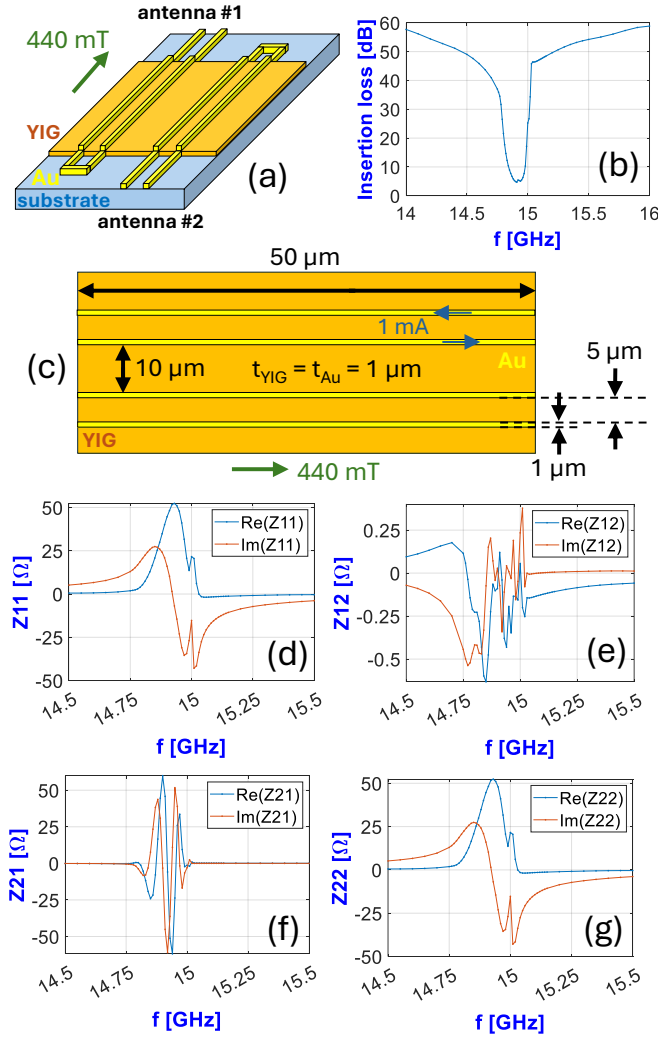 antenna #1
440 mT
YIG
Au
substrate
antenna #2
(a)
Insertion loss [dB]
60
50
40
30
20
10
0
14
14.5
15
15.5
16
f [GHz]
(b)
50 µm
1 mA
10 µm
t_YIG = t_Au = 1 µm
Au
5 µm
1 µm
YIG
440 mT
(c)
Z11 [Ω]
50
25
0
-25
-50
14.5
14.75
15
15.25
15.5
f [GHz]
Re(Z11)
Im(Z11)
(d)
Z12 [Ω]
0.25
0
-0.25
-0.5
14.5
14.75
15
15.25
15.5
f [GHz]
Re(Z12)
Im(Z12)
(e)
Z21 [Ω]
50
25
0
-25
-50
14.5
14.75
15
15.25
15.5
f [GHz]
Re(Z21)
Im(Z21)
(f)
Z22 [Ω]
50
25
0
-25
-50
14.5
14.75
15
15.25
15.5
f [GHz]
Re(Z22)
Im(Z22)
(g)